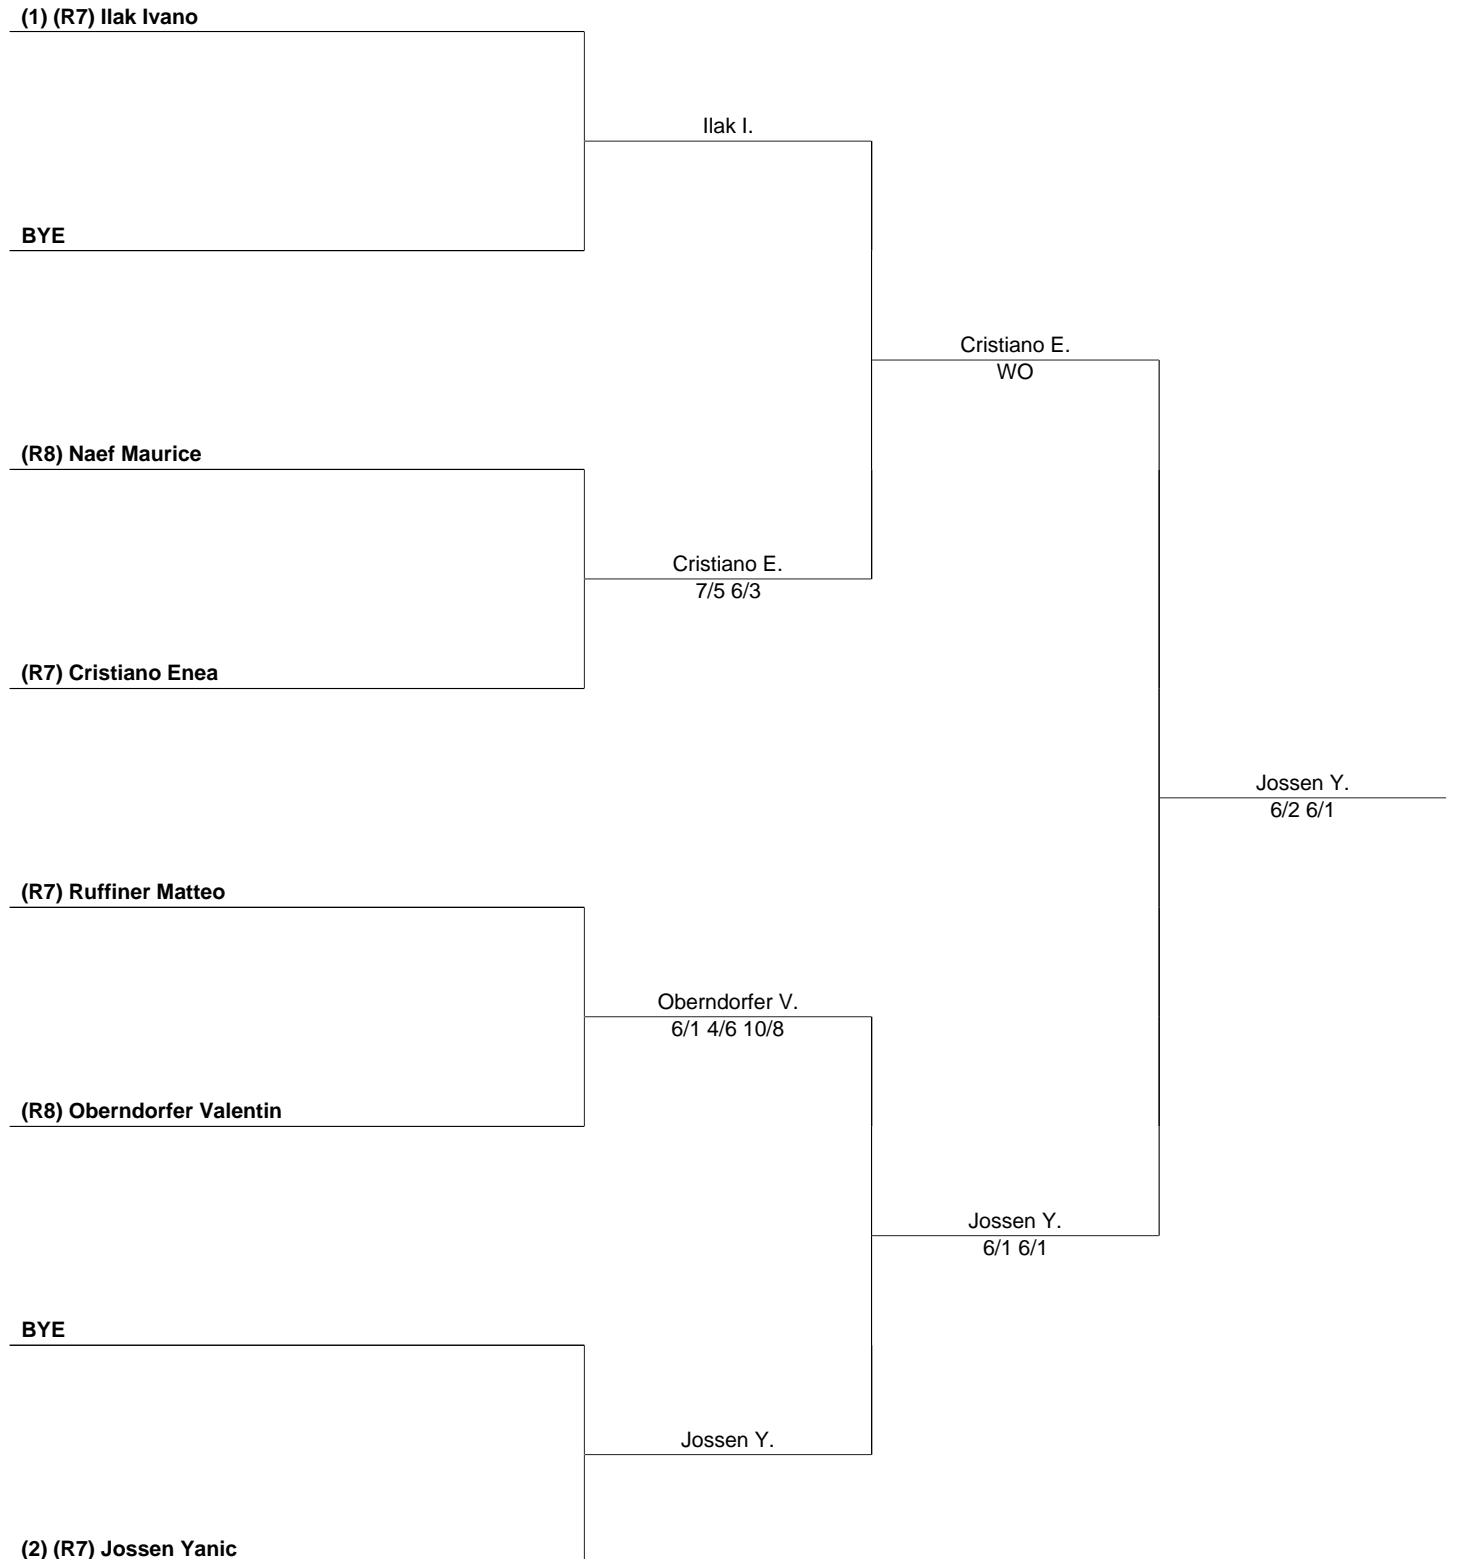 (1) (R7) Ilak Ivano
Ilak I.
BYE
Cristiano E.
WO
(R8) Naef Maurice
Cristiano E.
7/5 6/3
(R7) Cristiano Enea
Jossen Y.
6/2 6/1
(R7) Ruffiner Matteo
Oberndorfer V.
6/1 4/6 10/8
(R8) Oberndorfer Valentin
Jossen Y.
6/1 6/1
BYE
Jossen Y.
(2) (R7) Jossen Yanic